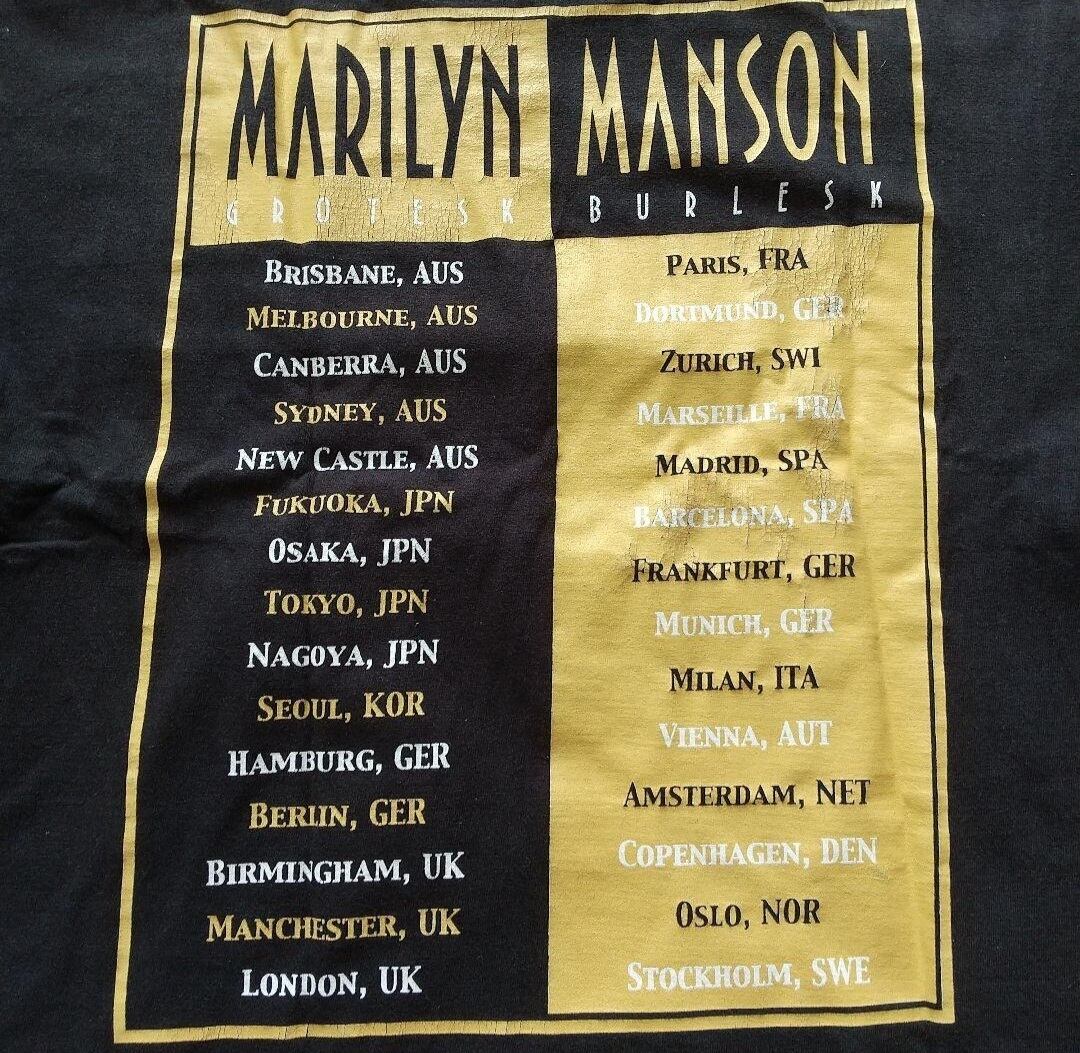 MARILYN MANSON
GROTESK BURLESK
BRISBANE, AUS
MELBOURNE, AUS
CANBERRA, AUS
SYDNEY, AUS
NEW CASTLE, AUS
FUKUOKA, JPN
OSAKA, JPN
TOKYO, JPN
NAGOYA, JPN
SEOUL, KOR
HAMBURG, GER
BERLIN, GER
BIRMINGHAM, UK
MANCHESTER, UK
LONDON, UK
PARIS, FRA
DORTMUND, GER
ZURICH, SWI
MARSEILLE, FRA
MADRID, SPA
BARCELONA, SPA
FRANKFURT, GER
MUNICH, GER
MILAN, ITA
VIENNA, AUT
AMSTERDAM, NET
COPENHAGEN, DEN
OSLO, NOR
STOCKHOLM, SWE